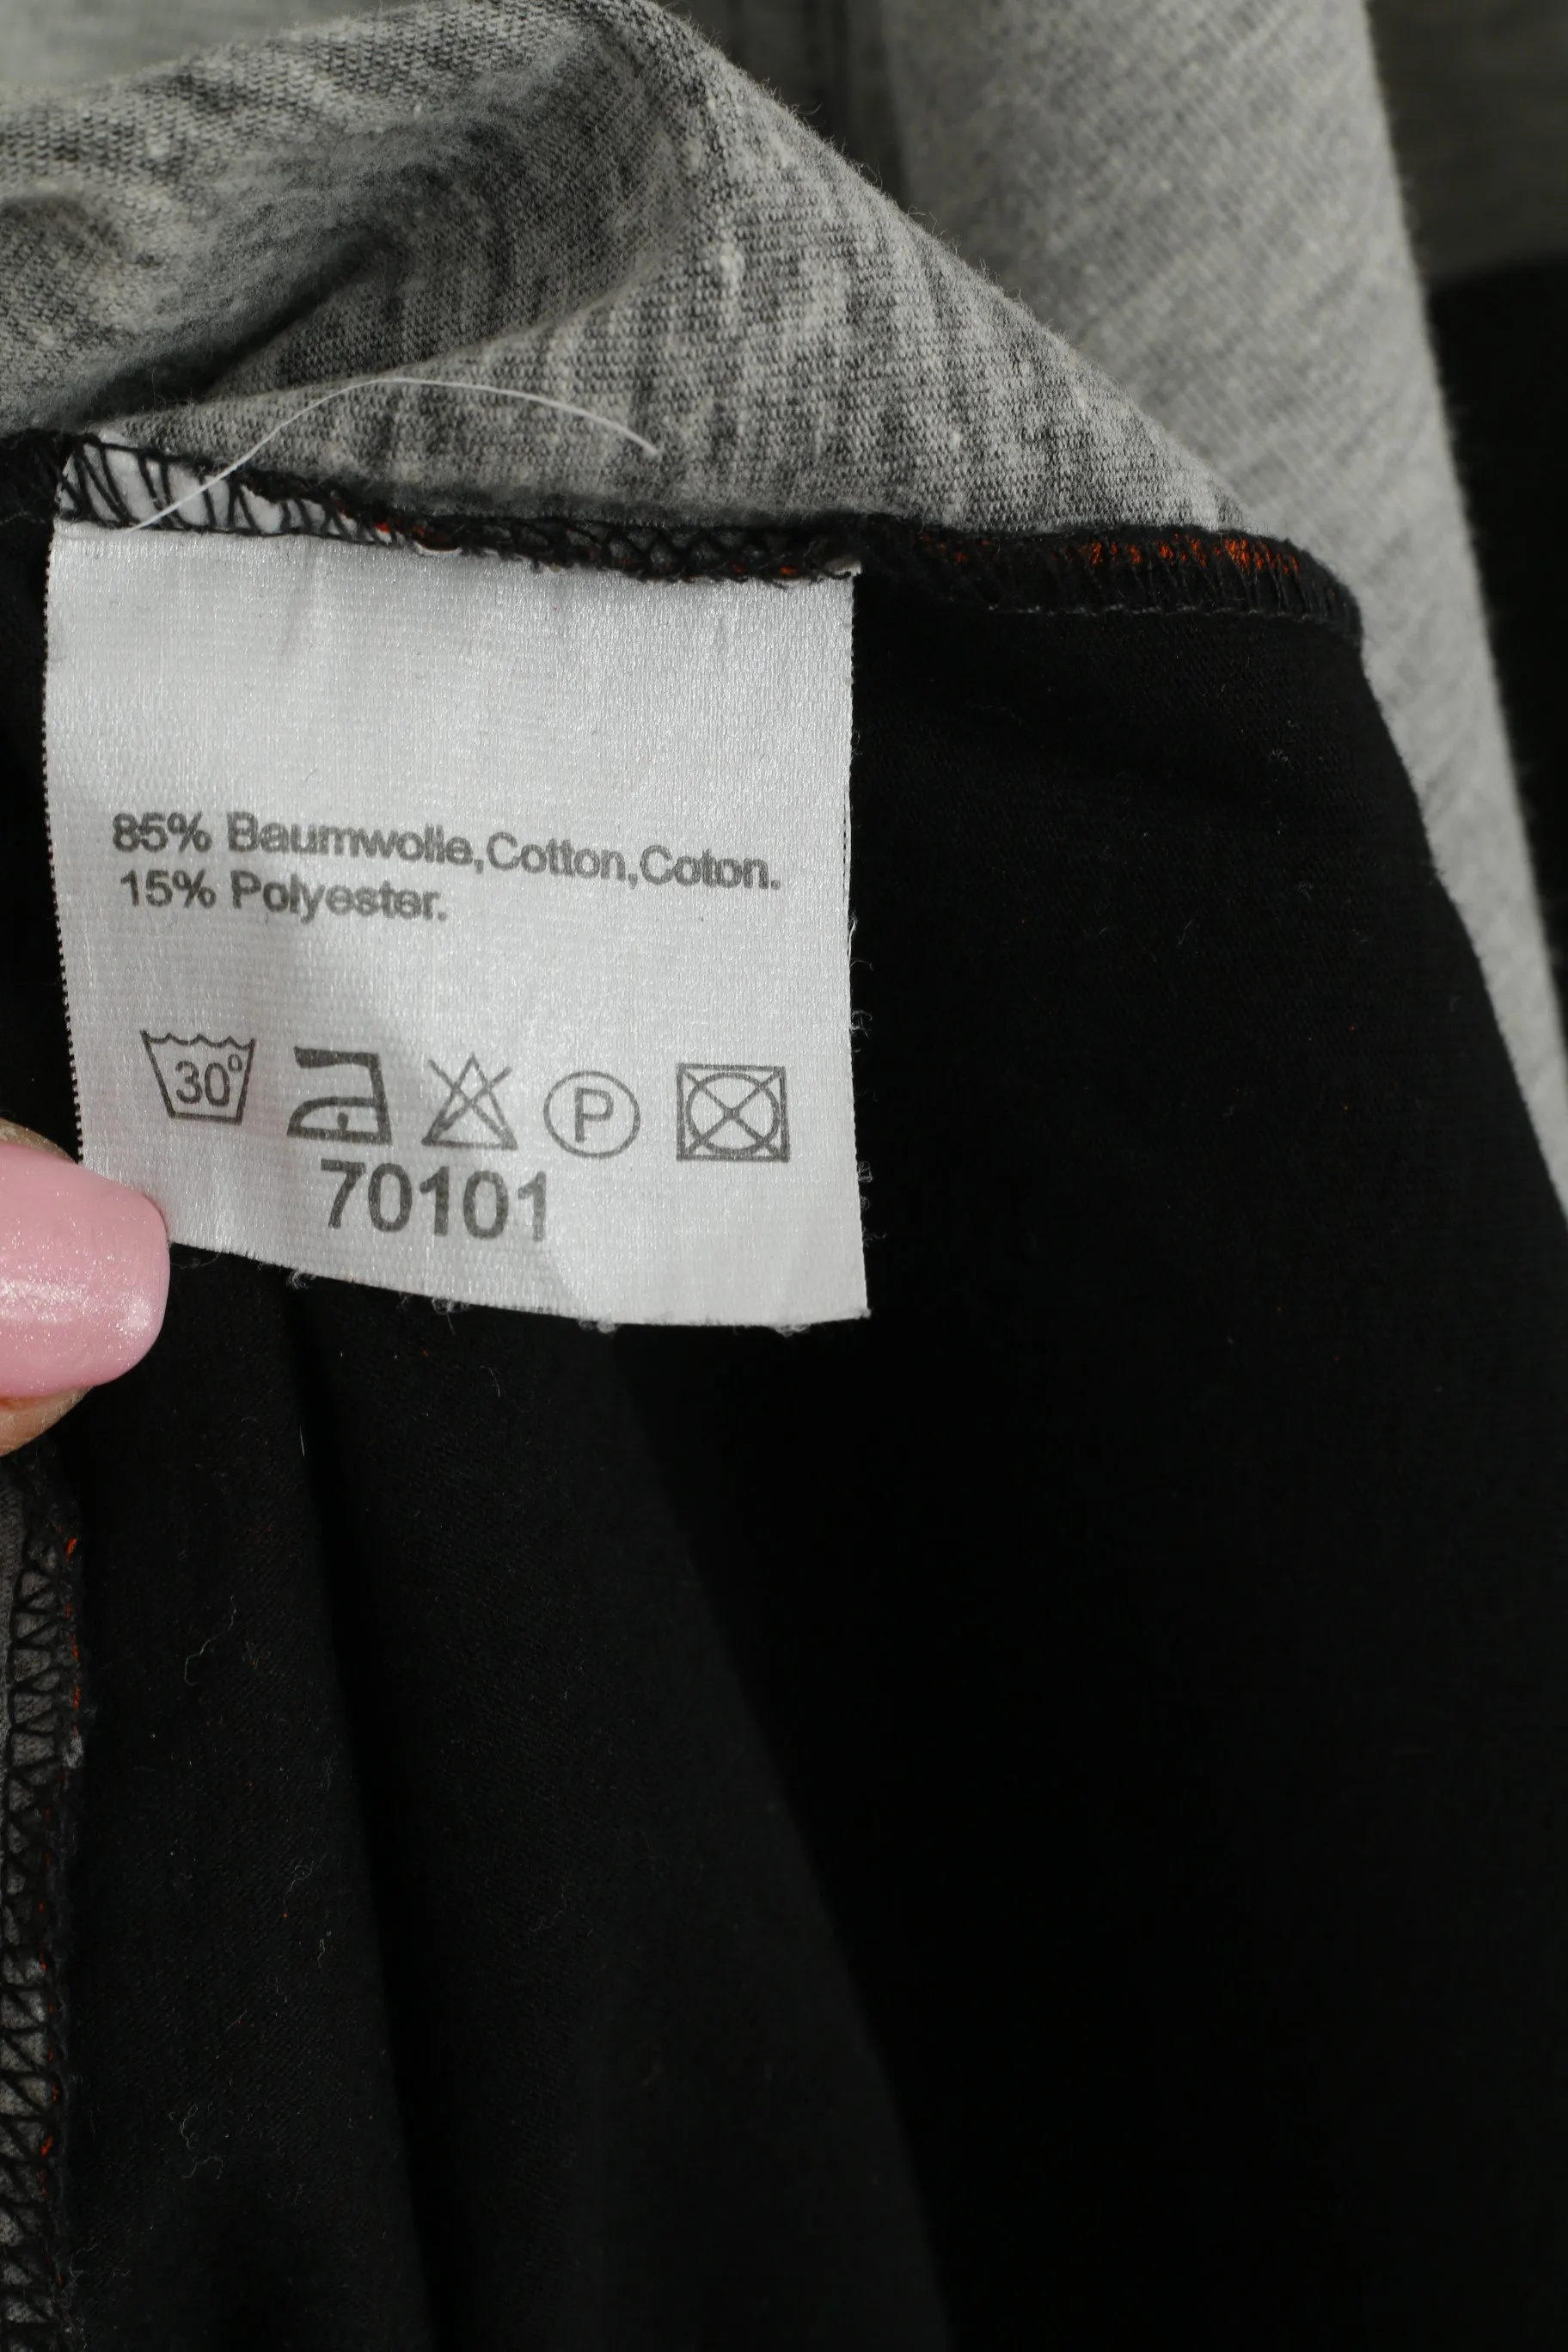 85% Baumwolle,Cotton,Coton.
15% Polyester.
30° P
70101